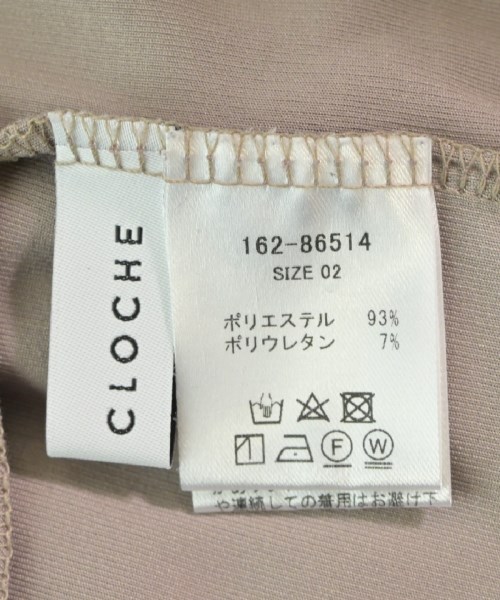 CLOCHE
162-86514
SIZE 02
ポリエステル 93%
ポリウレタン 7%
F W
や連続しての着用はお避け下